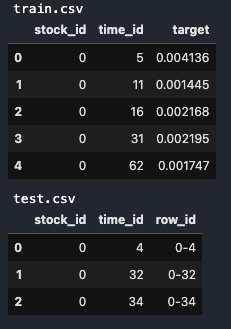 train.csv
stock_id time_id target
0 0 5 0.004136
1 0 11 0.001445
2 0 16 0.002168
3 0 31 0.002195
4 0 62 0.001747
test.csv
stock_id time_id row_id
0 0 4 0-4
1 0 32 0-32
2 0 34 0-34